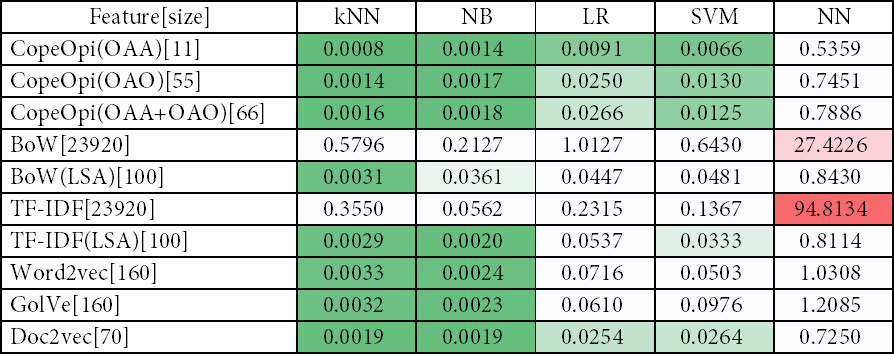 Feature[size] kNN NB LR SVM NN
CopeOpi(OAA)[11] 0.0008 0.0014 0.0091 0.0066 0.5359
CopeOpi(OAO)[55] 0.0014 0.0017 0.0250 0.0130 0.7451
CopeOpi(OAA+OAO)[66] 0.0016 0.0018 0.0266 0.0125 0.7886
BoW[23920] 0.5796 0.2127 1.0127 0.6430 27.4226
BoW(LSA)[100] 0.0031 0.0361 0.0447 0.0481 0.8430
TF-IDF[23920] 0.3550 0.0562 0.2315 0.1367 94.8134
TF-IDF(LSA)[100] 0.0029 0.0020 0.0537 0.0333 0.8114
Word2vec[160] 0.0033 0.0024 0.0716 0.0503 1.0308
GolVe[160] 0.0032 0.0023 0.0610 0.0976 1.2085
Doc2vec[70] 0.0019 0.0019 0.0254 0.0264 0.7250